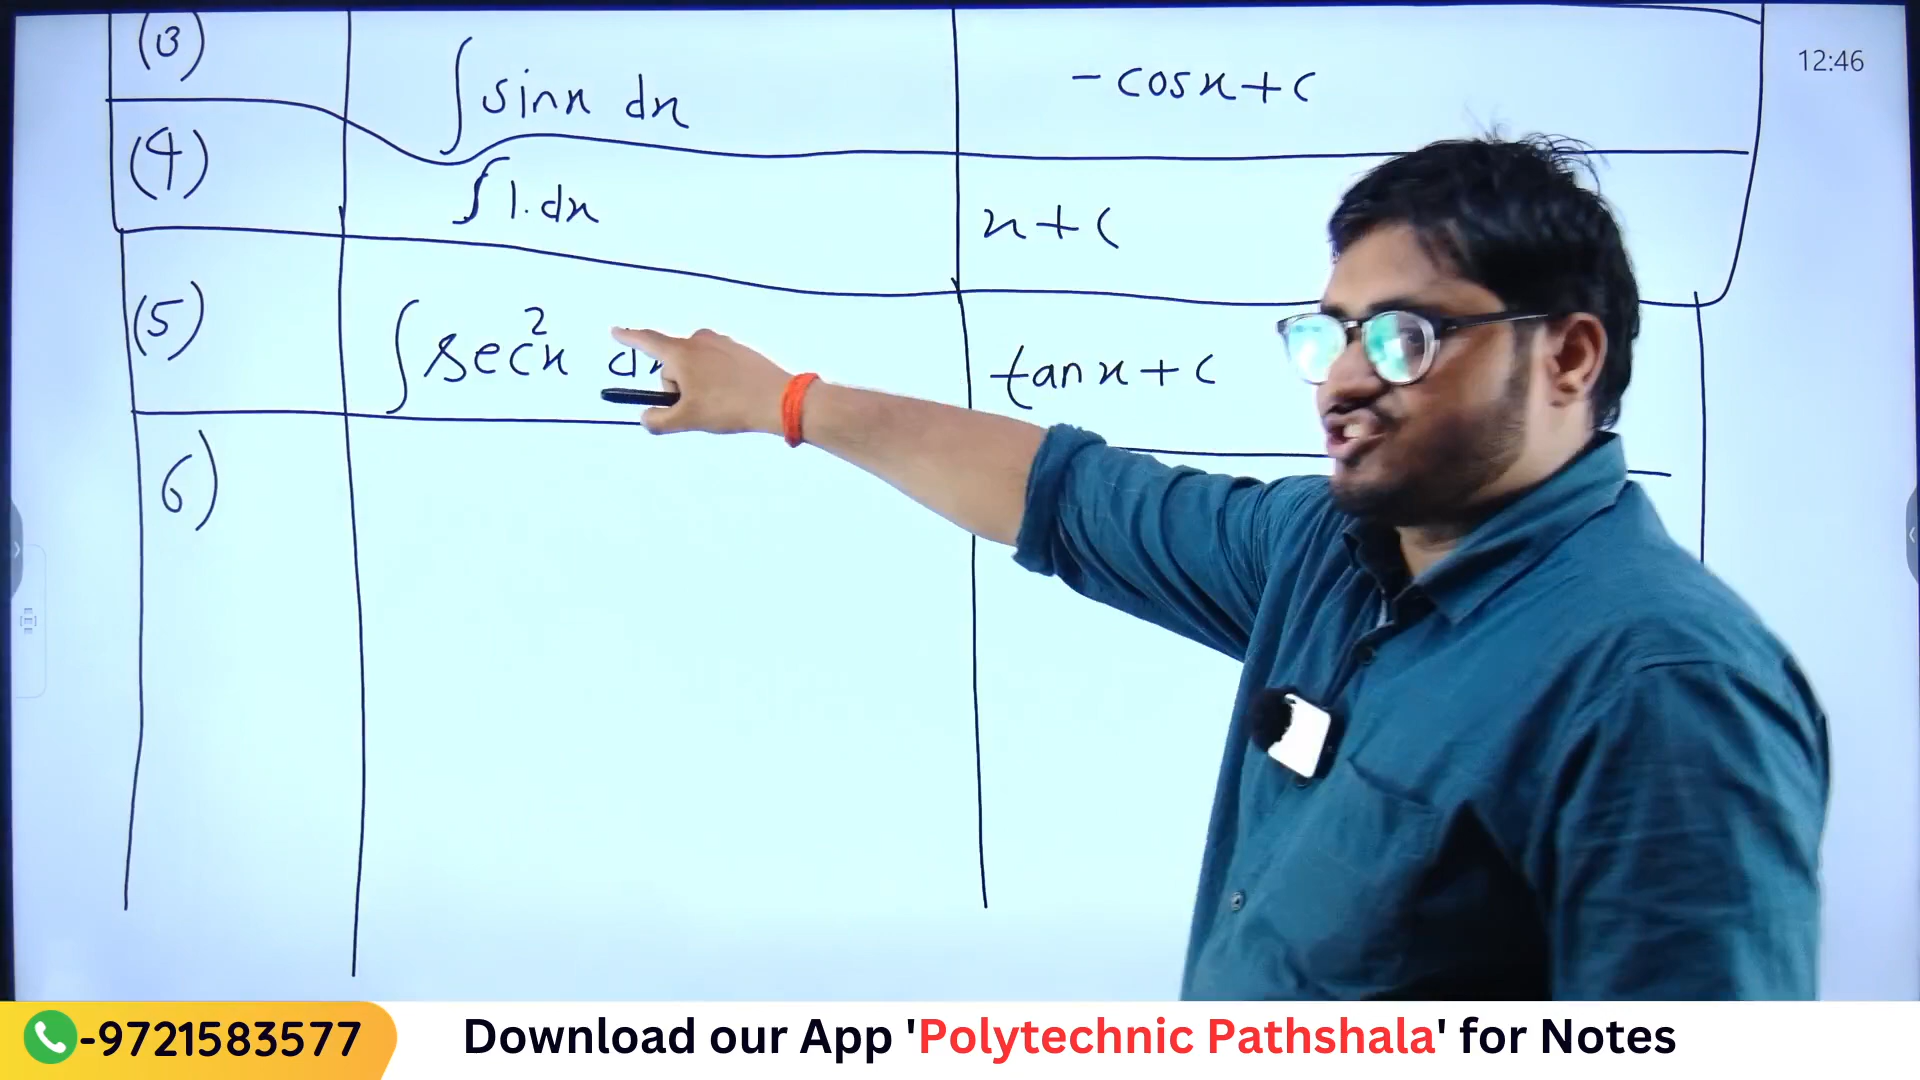 12:46
(3) ∫ sinx dx -cosx+c
(4) ∫ 1.dx x+c
(5) ∫ sec²x dx tanx+c
6)
-9721583577
Download our App 'Polytechnic Pathshala' for Notes